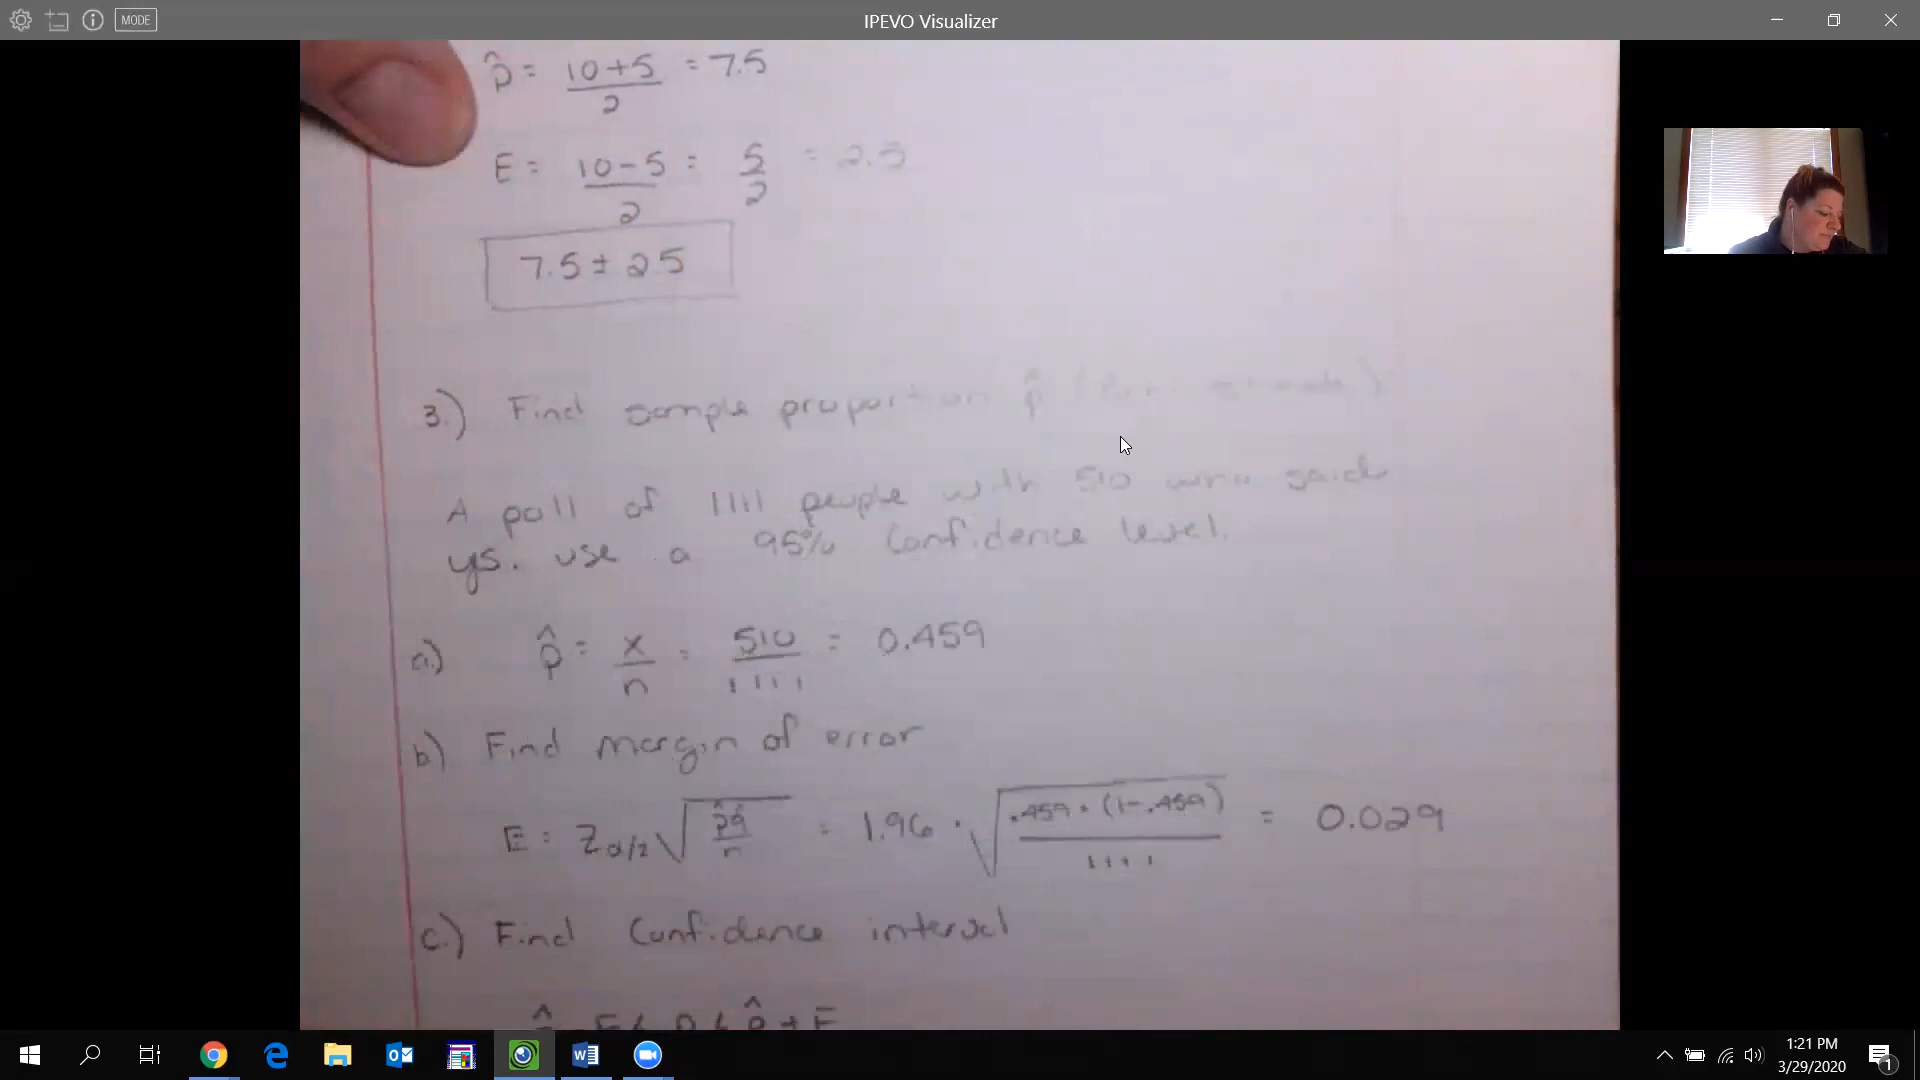 MODE
IPEVO Visualizer
p̂ = 10+5/2 = 7.5
E = 10-5/2 = 5/2 = 2.5
7.5 ± 2.5
3.) Find sample proportion p̂ (
A poll of 1111 people with 510 who said
ys. use a 95% Confidence level.
a.) p̂ = x/n = 510/1111 = 0.459
b.) Find margin of error
E = Zα/2 √p̂q̂/n = 1.96 · √.459 · (1-.459)/1111 = 0.029
c.) Find Confidence interval
p̂ - E < p < p̂ + E
1:21 PM
3/29/2020
1